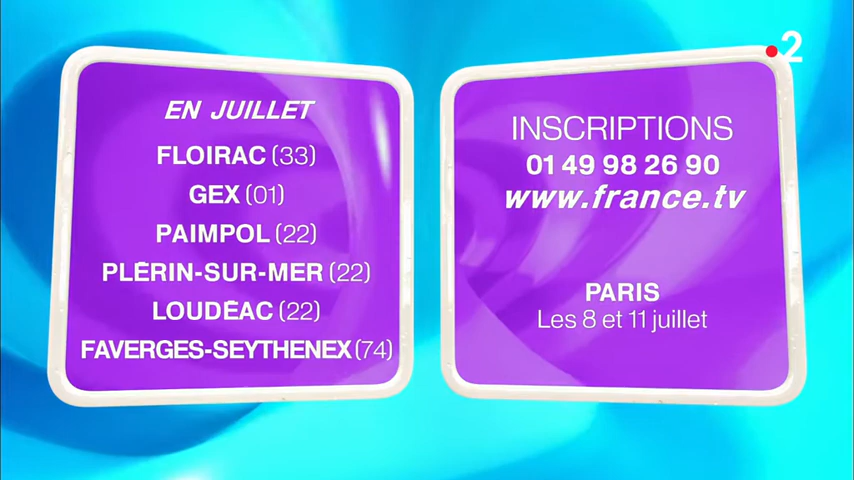 EN JUILLET
FLOIRAC (33)
GEX (01)
PAIMPOL (22)
PLÉRIN-SUR-MER (22)
LOUDÉAC (22)
FAVERGES-SEYTHENEX (74)
2
INSCRIPTIONS
01 49 98 26 90
www.france.tv
PARIS
Les 8 et 11 juillet